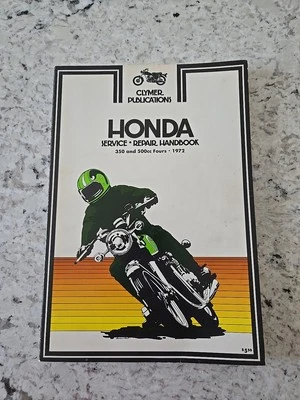 CLYMER
PUBLICATIONS
HONDA
SERVICE • REPAIR HANDBOOK
350 and 500cc Fours • 1972